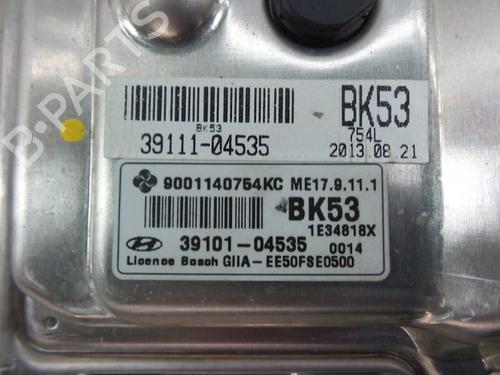 B-PARTS
BK53
39111-04535
BK53
754L
2013.08.21
9001140754KC ME17.9.11.1
BK53
1E34818X
39101-04535 0014
Licence Bosch GIIA-EE50FSE0500